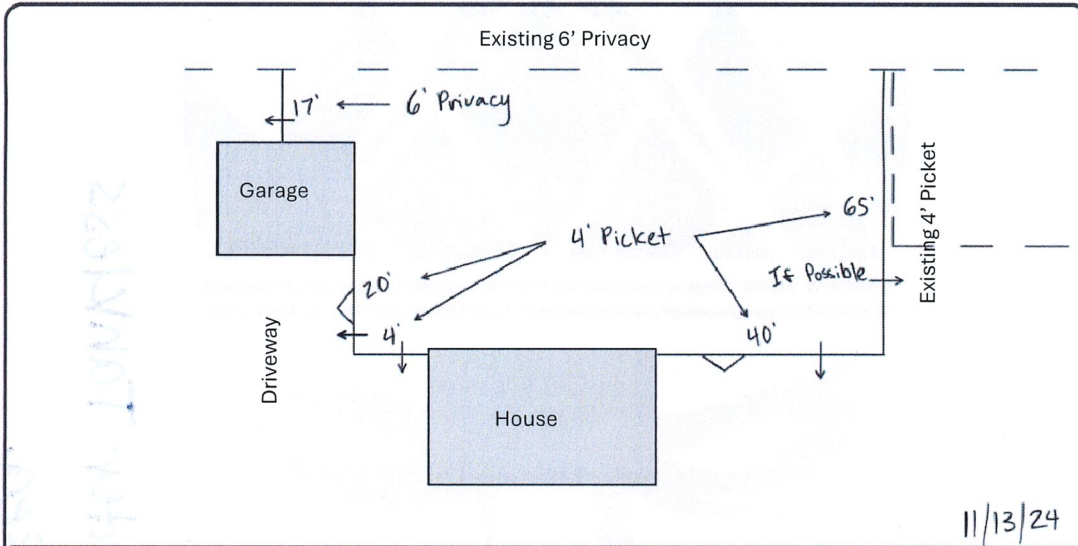 Existing 6’ Privacy
17'
6' Privacy
Garage
4' Picket
65'
Existing 4’ Picket
If Possible
20'
4'
40'
Driveway
House
11/13/24